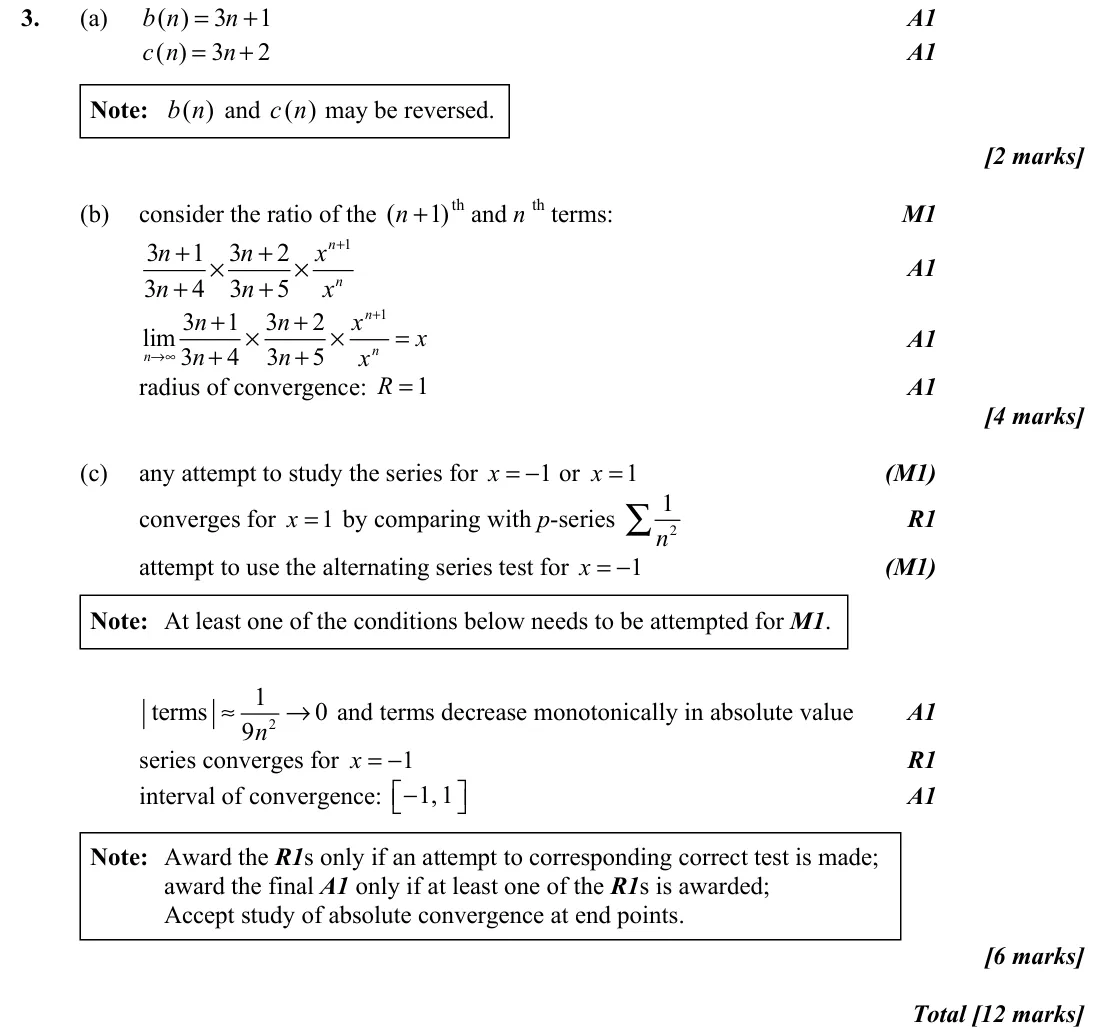 3. (a) b(n) = 3n + 1 A1
c(n) = 3n + 2 A1
Note: b(n) and c(n) may be reversed.
[2 marks]
(b) consider the ratio of the (n + 1)^th and n^th terms: M1
(3n + 1)/(3n + 4) × (3n + 2)/(3n + 5) × x^(n+1)/x^n A1
lim n→∞ (3n + 1)/(3n + 4) × (3n + 2)/(3n + 5) × x^(n+1)/x^n = x A1
radius of convergence: R = 1 A1
[4 marks]
(c) any attempt to study the series for x = −1 or x = 1 (M1)
converges for x = 1 by comparing with p-series ∑ 1/n² R1
attempt to use the alternating series test for x = −1 (M1)
Note: At least one of the conditions below needs to be attempted for M1.
|terms| ≈ 1/(9n²) → 0 and terms decrease monotonically in absolute value A1
series converges for x = −1 R1
interval of convergence: [−1, 1] A1
Note: Award the R1s only if an attempt to corresponding correct test is made;
award the final A1 only if at least one of the R1s is awarded;
Accept study of absolute convergence at end points.
[6 marks]
Total [12 marks]